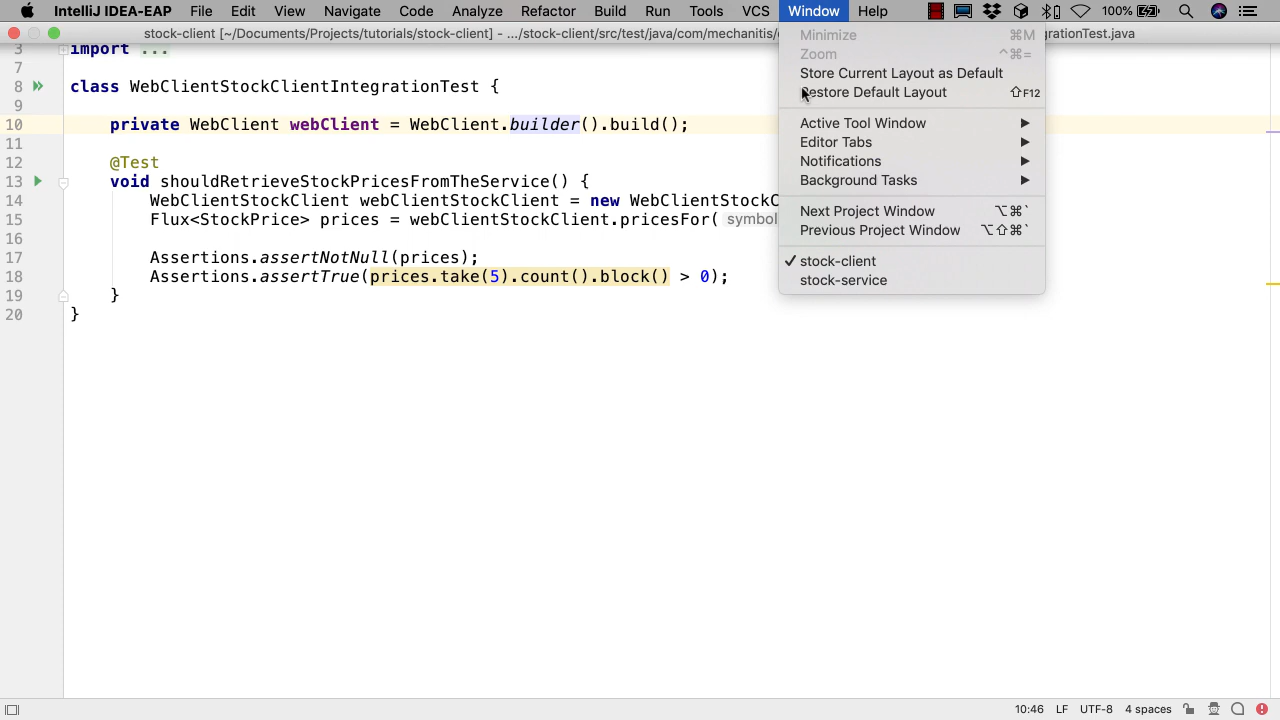 IntelliJ IDEA-EAP File Edit View Navigate Code Analyze Refactor Build Run Tools VCS Window Help 100%
stock-client [~/Documents/Projects/tutorials/stock-client] - .../stock-client/src/test/java/com/mechanitis/ grationTest.java
3 import ...
7
8 class WebClientStockClientIntegrationTest {
9
10 private WebClient webClient = WebClient.builder().build();
11
12 @Test
13 void shouldRetrieveStockPricesFromTheService() {
14 WebClientStockClient webClientStockClient = new WebClientStockC
15 Flux<StockPrice> prices = webClientStockClient.pricesFor( symbol
16
17 Assertions.assertNotNull(prices);
18 Assertions.assertTrue(prices.take(5).count().block() > 0);
19 }
20 }
Minimize ⌘M
Zoom ^⌘=
Store Current Layout as Default
Restore Default Layout ⇧F12
Active Tool Window
Editor Tabs
Notifications
Background Tasks
Next Project Window ⌥⌘`
Previous Project Window ⌥⇧⌘`
✓ stock-client
stock-service
10:46 LF UTF-8 4 spaces